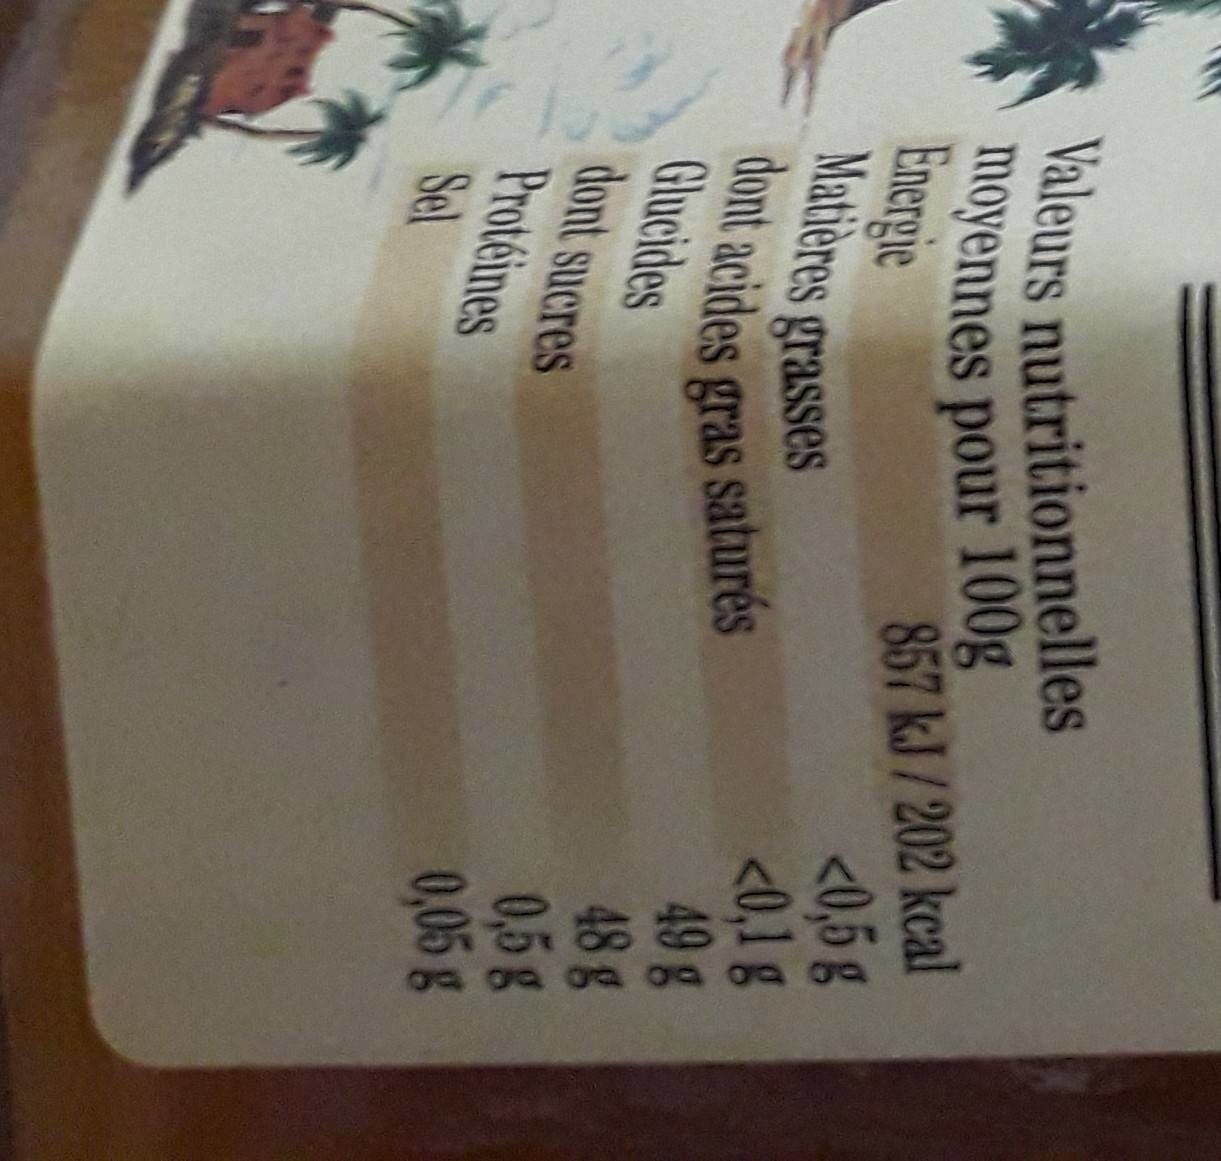 Valeurs nutritionnelles
moyennes pour 100g
Energie 857 kJ / 202 kcal
Matières grasses <0,5 g
dont acides gras saturés <0,1 g
Glucides 49 g
dont sucres 48 g
Protéines 0,5 g
Sel 0,05 g